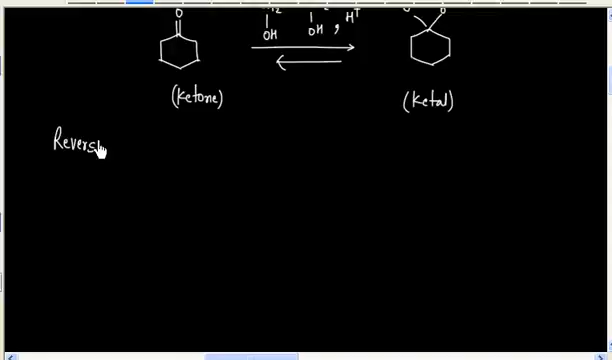 O
OH OH , H+ O
(Ketone) (Ketal)
Revers